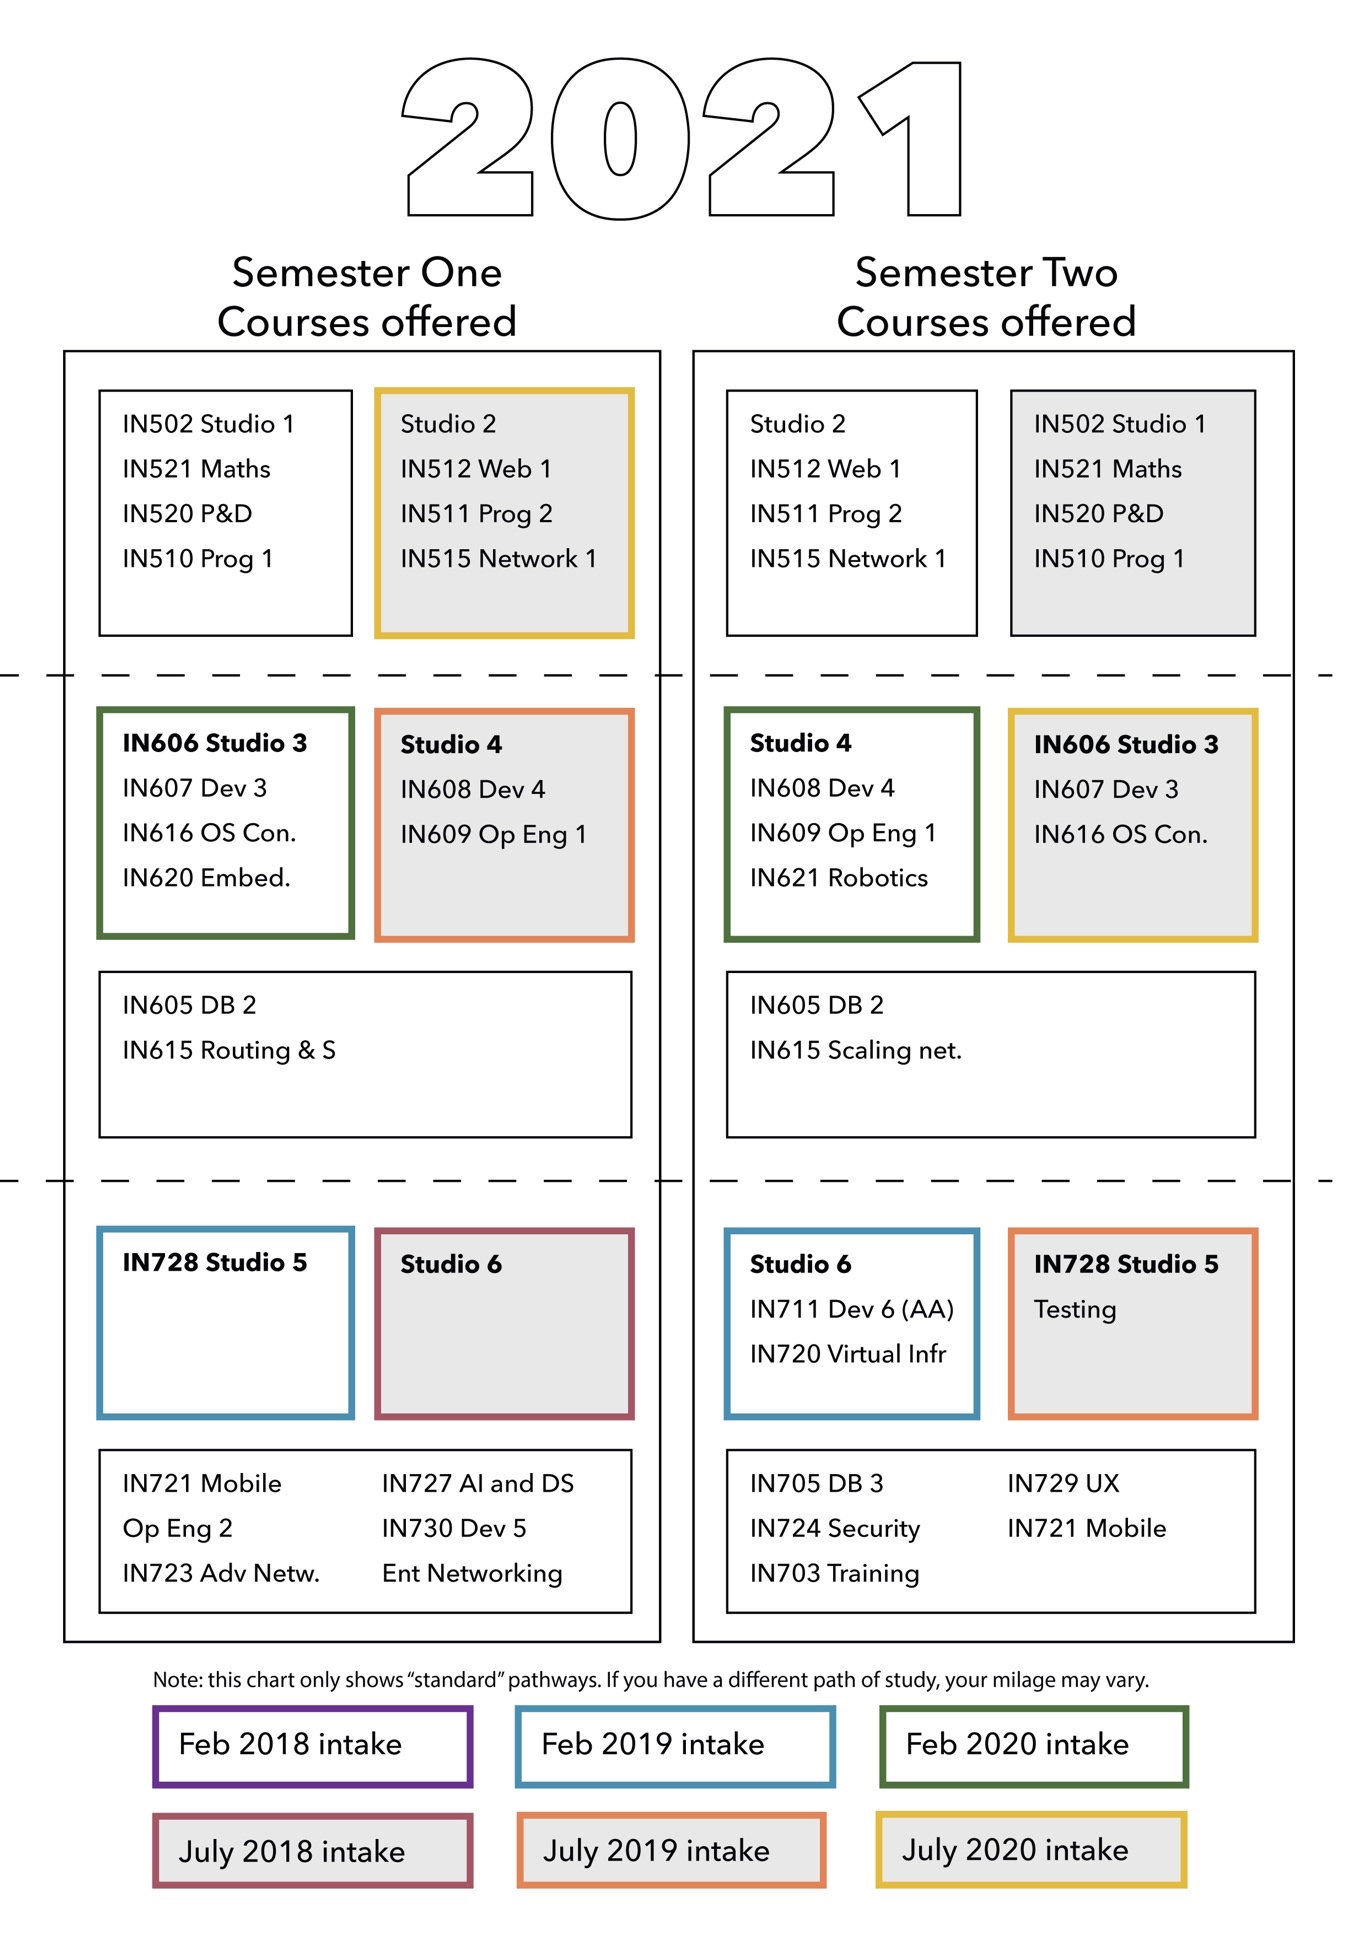 2021
Semester One
Courses offered
IN502 Studio 1
IN521 Maths
IN520 P&D
IN510 Prog 1
Studio 2
IN512 Web 1
IN511 Prog 2
IN515 Network 1
IN606 Studio 3
IN607 Dev 3
IN616 OS Con.
IN620 Embed.
Studio 4
IN608 Dev 4
IN609 Op Eng 1
IN605 DB 2
IN615 Routing & S
IN728 Studio 5
Studio 6
IN721 Mobile
Op Eng 2
IN723 Adv Netw.
IN727 AI and DS
IN730 Dev 5
Ent Networking
Semester Two
Courses offered
Studio 2
IN512 Web 1
IN511 Prog 2
IN515 Network 1
IN502 Studio 1
IN521 Maths
IN520 P&D
IN510 Prog 1
Studio 4
IN608 Dev 4
IN609 Op Eng 1
IN621 Robotics
IN606 Studio 3
IN607 Dev 3
IN616 OS Con.
IN605 DB 2
IN615 Scaling net.
Studio 6
IN711 Dev 6 (AA)
IN720 Virtual Infr
IN728 Studio 5
Testing
IN705 DB 3
IN724 Security
IN703 Training
IN729 UX
IN721 Mobile
Note: this chart only shows “standard” pathways. If you have a different path of study, your milage may vary.
Feb 2018 intake
Feb 2019 intake
Feb 2020 intake
July 2018 intake
July 2019 intake
July 2020 intake